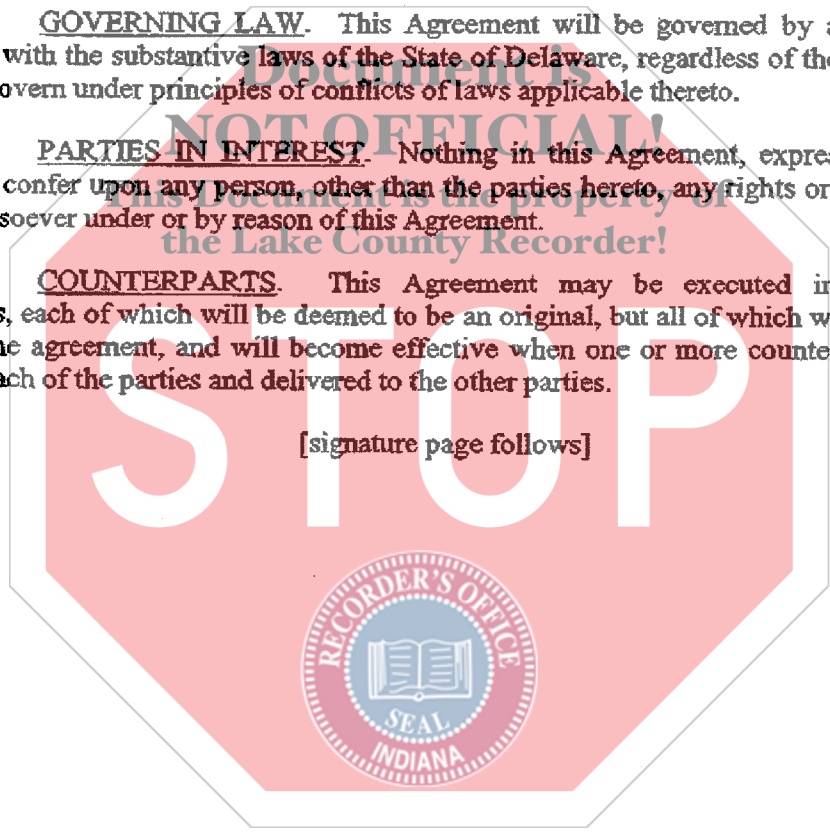 GOVERNING LAW. This Agreement will be governed by a
with the substantive laws of the State of Delaware, regardless of the
overn under principles of conflicts of laws applicable thereto.
PARTIES IN INTEREST. Nothing in this Agreement, expres
confer upon any person, other than the parties hereto, any rights or
soever under or by reason of this Agreement.
COUNTERPARTS. This Agreement may be executed in
s, each of which will be deemed to be an original, but all of which w
ne agreement, and will become effective when one or more counte
ach of the parties and delivered to the other parties.
[signature page follows]
Document is
NOT OFFICIAL!
This Document is the property of
the Lake County Recorder!
STOP
RECORDER'S OFFICE
SEAL
INDIANA